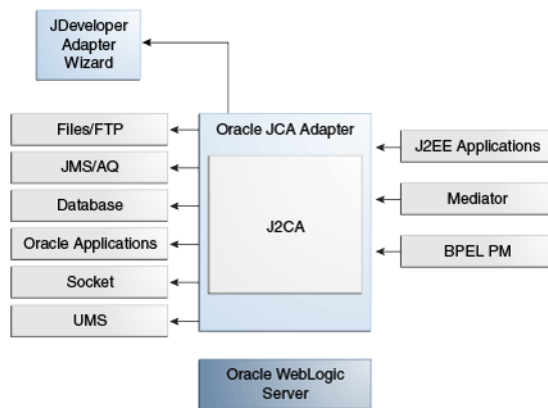 JDeveloper
Adapter
Wizard
Files/FTP
JMS/AQ
Database
Oracle Applications
Socket
UMS
Oracle JCA Adapter
J2CA
J2EE Applications
Mediator
BPEL PM
Oracle WebLogic
Server